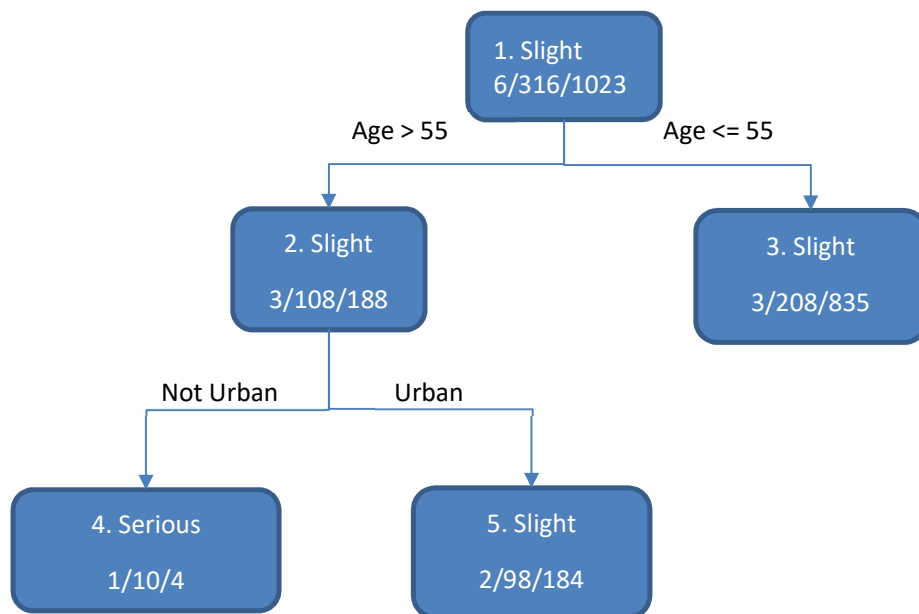 1. Slight
6/316/1023
Age > 55
Age <= 55
2. Slight
3/108/188
3. Slight
3/208/835
Not Urban
Urban
4. Serious
1/10/4
5. Slight
2/98/184